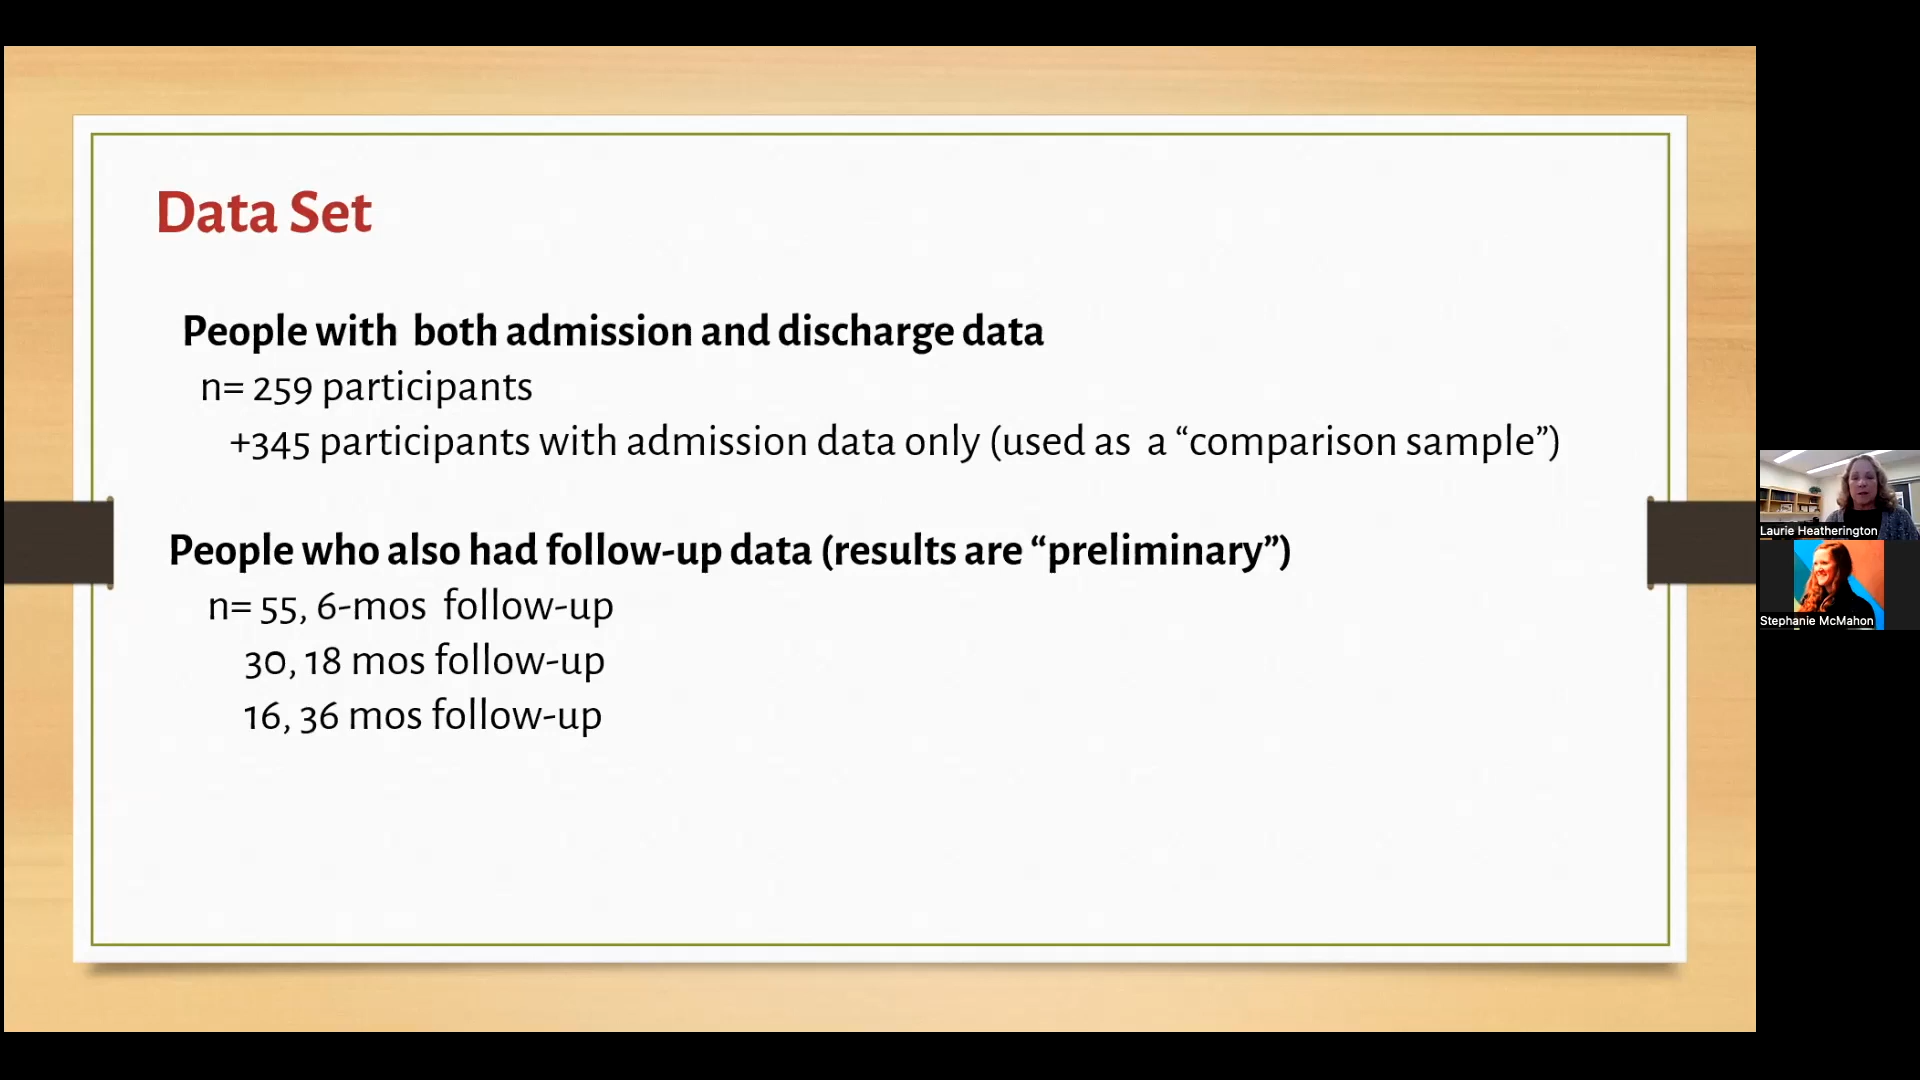 Data Set
People with both admission and discharge data
n= 259 participants
+345 participants with admission data only (used as a “comparison sample”)
People who also had follow-up data (results are “preliminary”)
n= 55, 6-mos follow-up
30, 18 mos follow-up
16, 36 mos follow-up
Laurie Heatherington
Stephanie McMahon